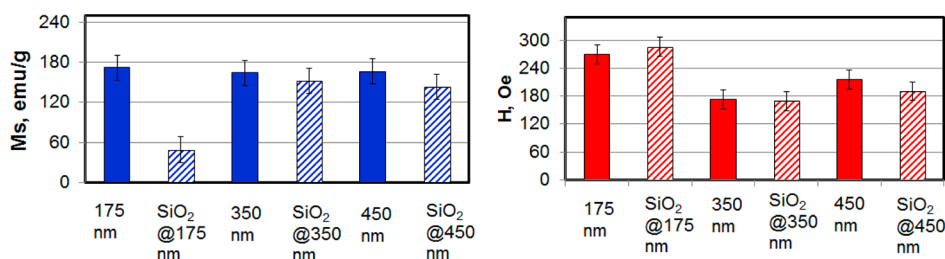 Ms, emu/g
240
180
120
60
0
175 nm
SiO₂ @175 nm
350 nm
SiO₂ @350 nm
450 nm
SiO₂ @450 nm
H, Oe
300
240
180
120
60
0
175 nm
SiO₂ @175 nm
350 nm
SiO₂ @350 nm
450 nm
SiO₂ @450 nm